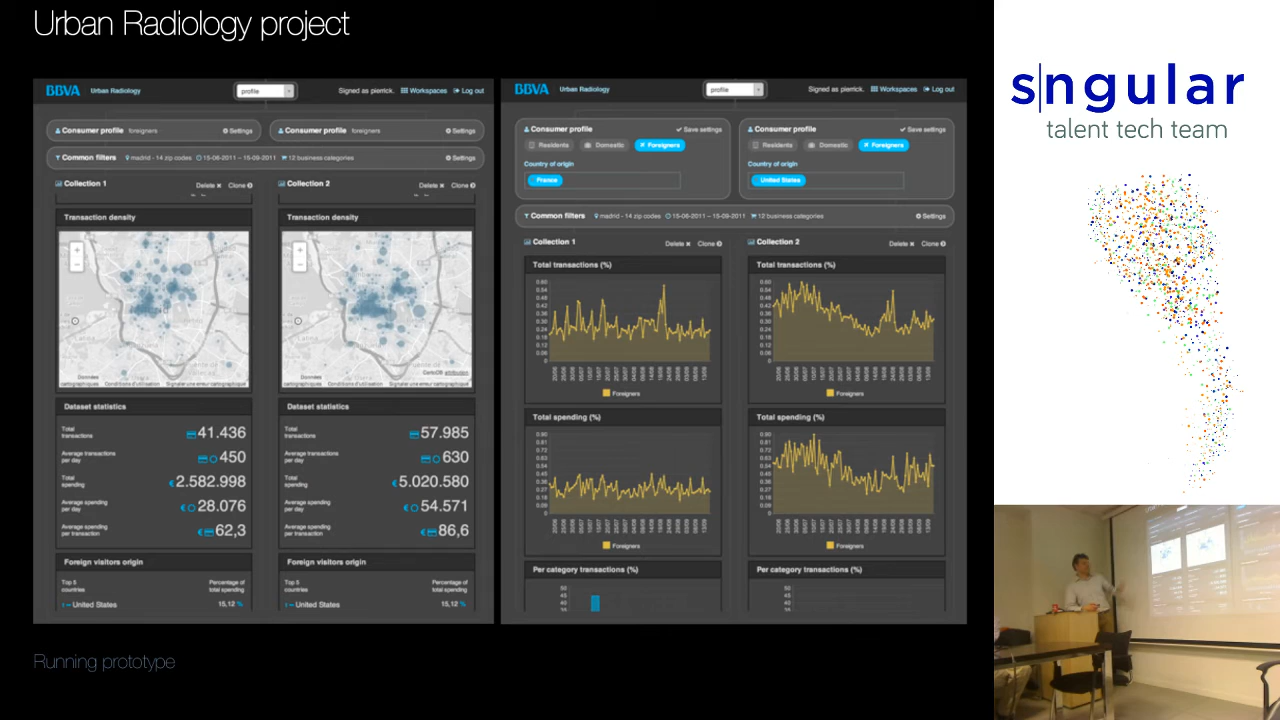 Urban Radiology project
BBVA Urban Radiology profile Signed as pierrick. Workspaces Log out
Consumer profile foreigners Settings
Consumer profile foreigners Settings
Common filters madrid - 14 zip codes 15-06-2011 – 15-09-2011 12 business categories Settings
Collection 1 Delete Clone
Collection 2 Delete Clone
Transaction density
Transaction density
Dataset statistics
Total transactions 41.436
Average transactions per day 450
Total spending € 2.582.998
Average spending per day € 28.076
Average spending per transaction € 62,3
Dataset statistics
Total transactions 57.985
Average transactions per day 630
Total spending € 5.020.580
Average spending per day € 54.571
Average spending per transaction € 86,6
Foreign visitors origin
Top 5 countries Percentage of total spending
United States 15,12 %
Foreign visitors origin
Top 5 countries Percentage of total spending
United States 15,12 %
BBVA Urban Radiology profile Signed as pierrick. Workspaces Log out
Consumer profile Save settings
Residents Domestic Foreigners
Country of origin
France
Consumer profile Save settings
Residents Domestic Foreigners
Country of origin
United States
Common filters madrid - 14 zip codes 15-06-2011 – 15-09-2011 12 business categories Settings
Collection 1 Delete Clone
Collection 2 Delete Clone
Total transactions (%)
Foreigners
Total transactions (%)
Foreigners
Total spending (%)
Foreigners
Total spending (%)
Foreigners
Per category transactions (%)
Per category transactions (%)
Running prototype
sngular
talent tech team